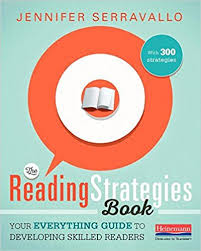 JENNIFER SERRAVALLO
With 300
strategies
The
Reading Strategies
Book
YOUR EVERYTHING GUIDE TO
DEVELOPING SKILLED READERS
Heinemann